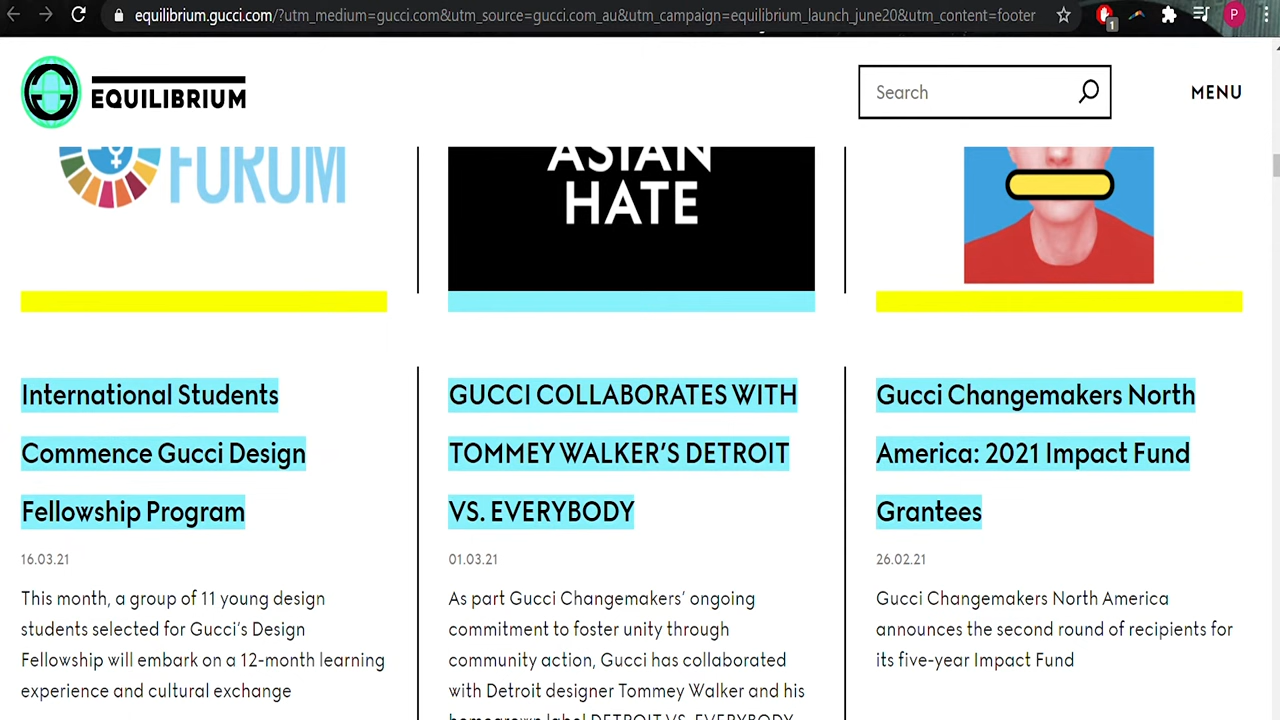 equilibrium.gucci.com/?utm_medium=gucci.com&utm_source=gucci.com_au&utm_campaign=equilibrium_launch_june20&utm_content=footer
1
P
EQUILIBRIUM
Search
MENU
FORUM
ASIAN
HATE
International Students
Commence Gucci Design
Fellowship Program
16.03.21
This month, a group of 11 young design
students selected for Gucci's Design
Fellowship will embark on a 12-month learning
experience and cultural exchange
GUCCI COLLABORATES WITH
TOMMEY WALKER'S DETROIT
VS. EVERYBODY
01.03.21
As part Gucci Changemakers' ongoing
commitment to foster unity through
community action, Gucci has collaborated
with Detroit designer Tommey Walker and his
homegrown label DETROIT VS. EVERYBODY
Gucci Changemakers North
America: 2021 Impact Fund
Grantees
26.02.21
Gucci Changemakers North America
announces the second round of recipients for
its five-year Impact Fund